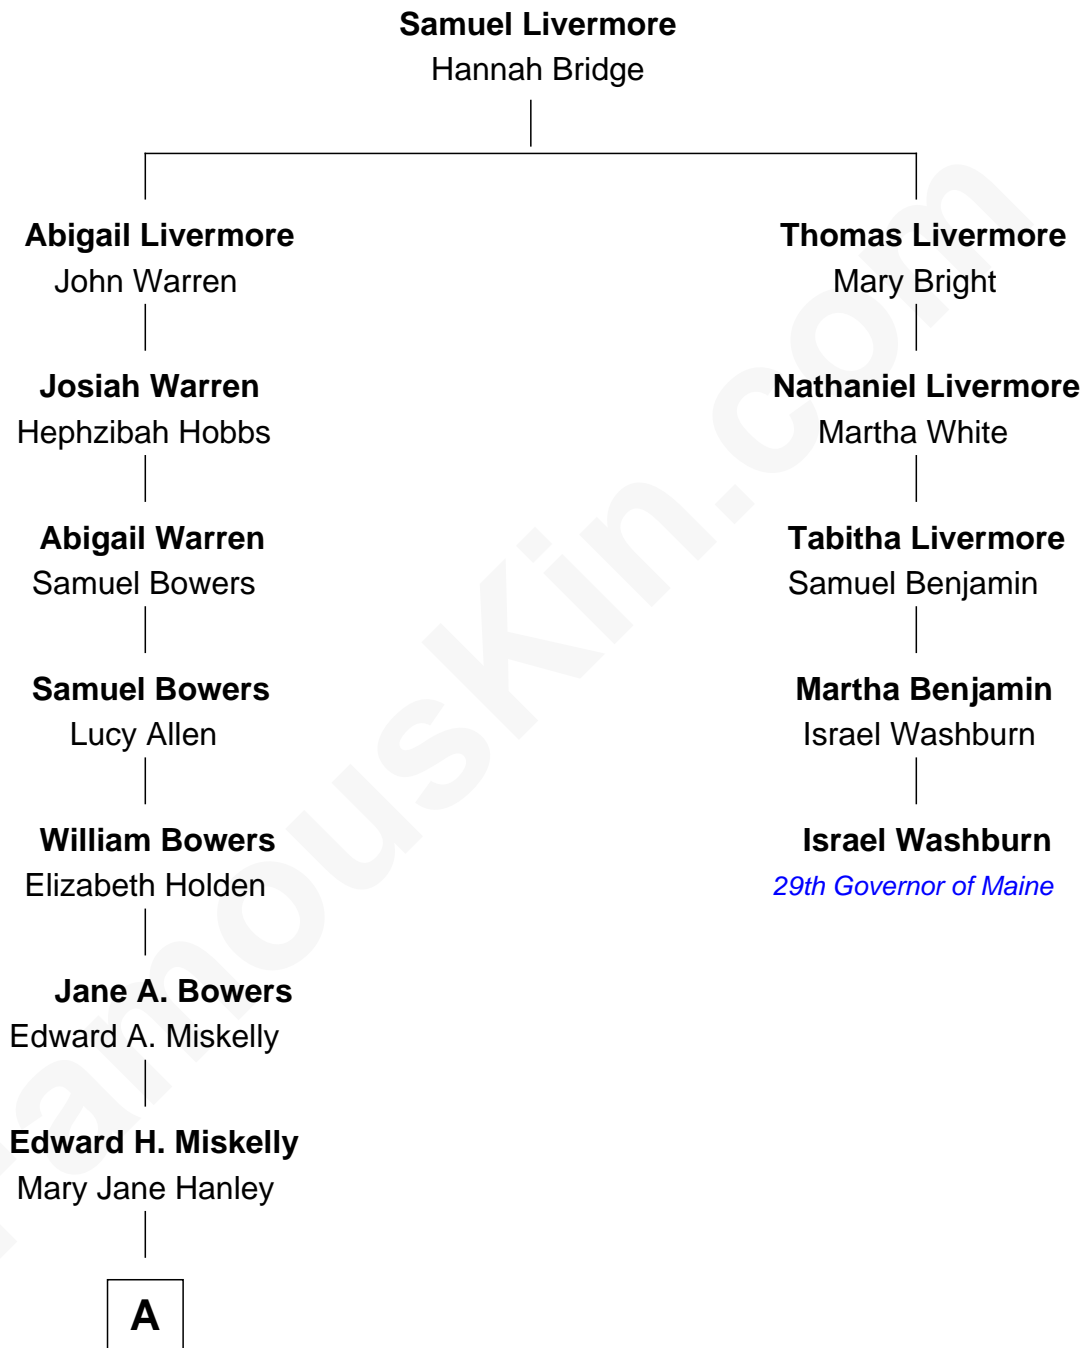 Samuel Livermore
Hannah Bridge
Abigail Livermore
John Warren
Thomas Livermore
Mary Bright
Josiah Warren
Hephzibah Hobbs
Nathaniel Livermore
Martha White
Abigail Warren
Samuel Bowers
Tabitha Livermore
Samuel Benjamin
Samuel Bowers
Lucy Allen
Martha Benjamin
Israel Washburn
William Bowers
Elizabeth Holden
Israel Washburn
29th Governor of Maine
Jane A. Bowers
Edward A. Miskelly
Edward H. Miskelly
Mary Jane Hanley
A
FamousKin.com